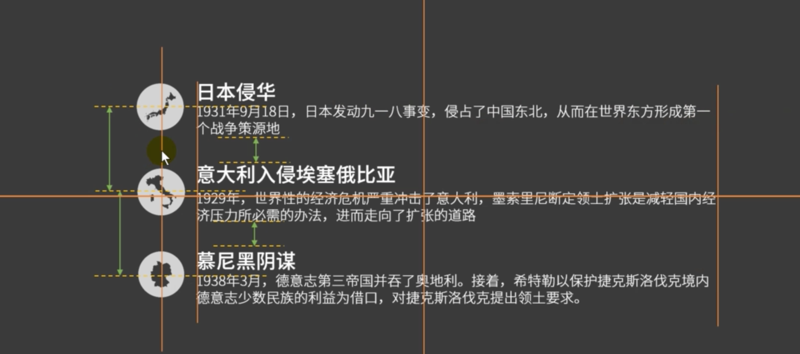 日本侵华
1931年9月18日，日本发动九一八事变，侵占了中国东北，从而在世界东方形成第一
个战争策源地
意大利入侵埃塞俄比亚
1929年，世界性的经济危机严重冲击了意大利，墨索里尼断定领土扩张是减轻国内经
济压力所必需的办法，进而走向了扩张的道路
慕尼黑阴谋
1938年3月，德意志第三帝国并吞了奥地利。接着，希特勒以保护捷克斯洛伐克境内
德意志少数民族的利益为借口，对捷克斯洛伐克提出领土要求。